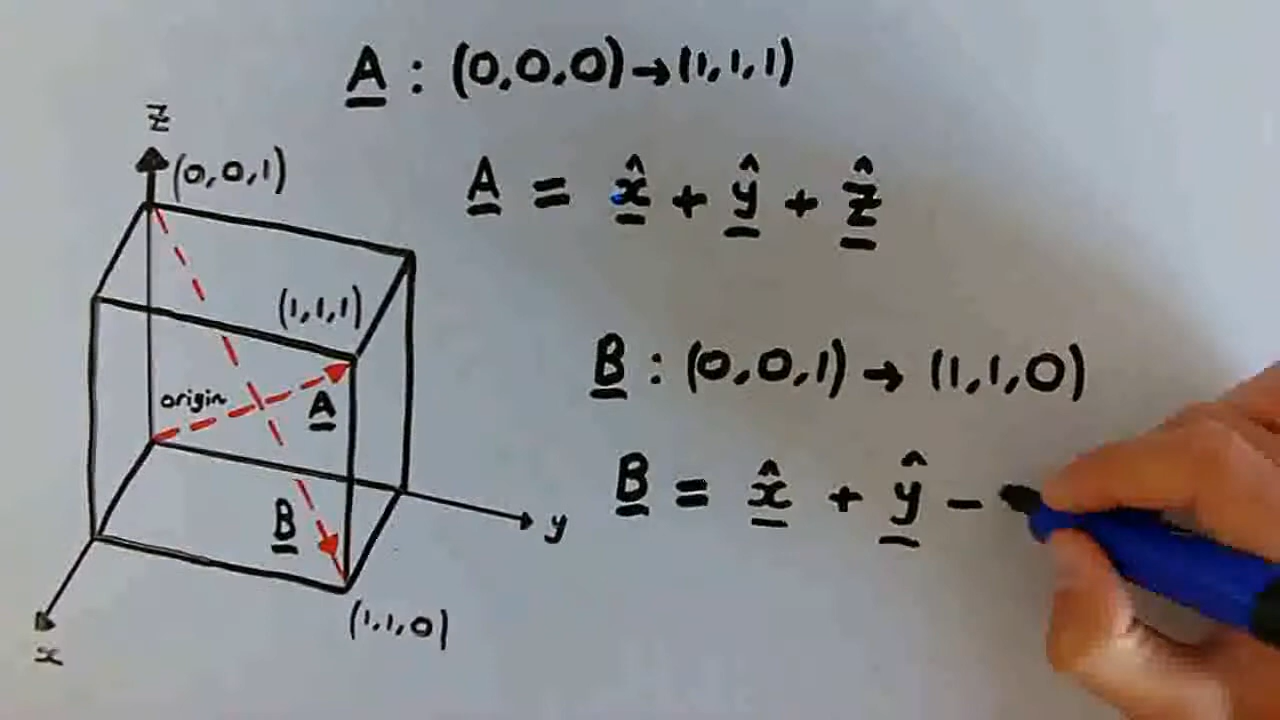 A : (0,0,0) → (1,1,1)
z
(0,0,1)
A = x̂ + ŷ + ẑ
(1,1,1)
B : (0,0,1) → (1,1,0)
origin
A
B = x̂ + ŷ −
B
y
(1,1,0)
x